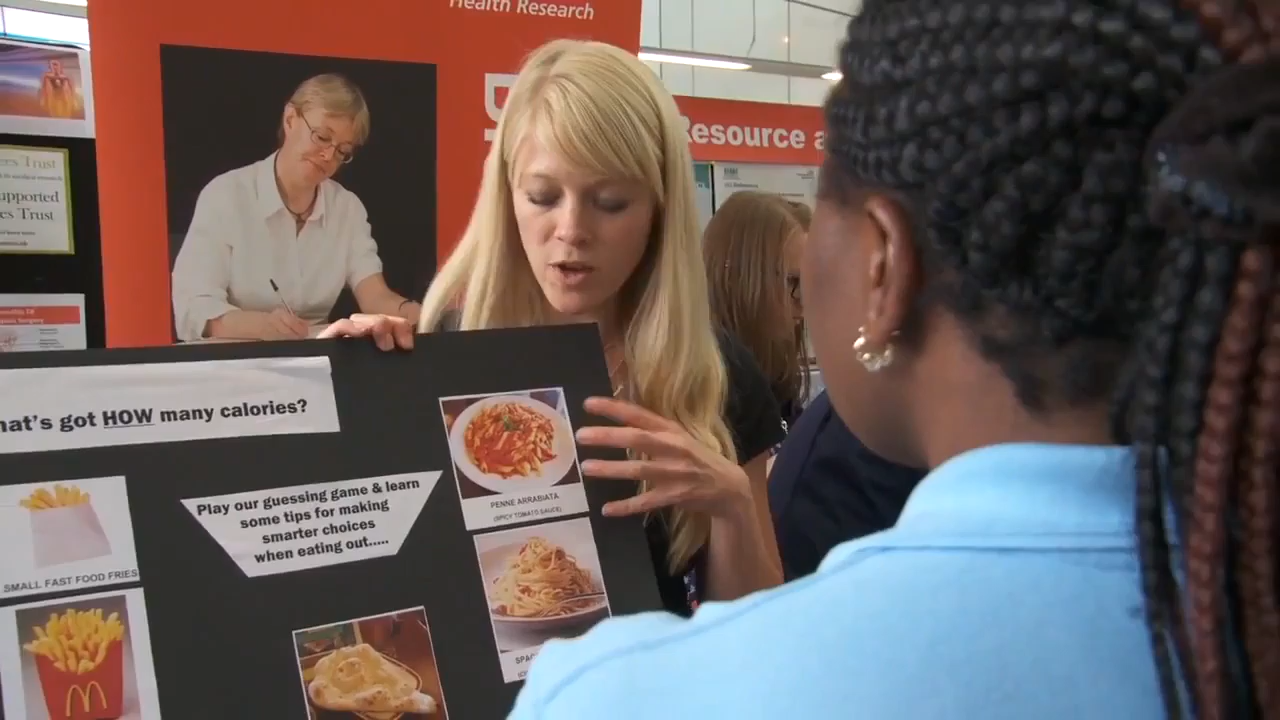 Health Research
Resource a
ees Trust
upported
es Trust
hat's got HOW many calories?
Play our guessing game & learn
some tips for making
smarter choices
when eating out.....
PENNE ARRABIATA
(SPICY TOMATO SAUCE)
SMALL FAST FOOD FRIES
SPAG